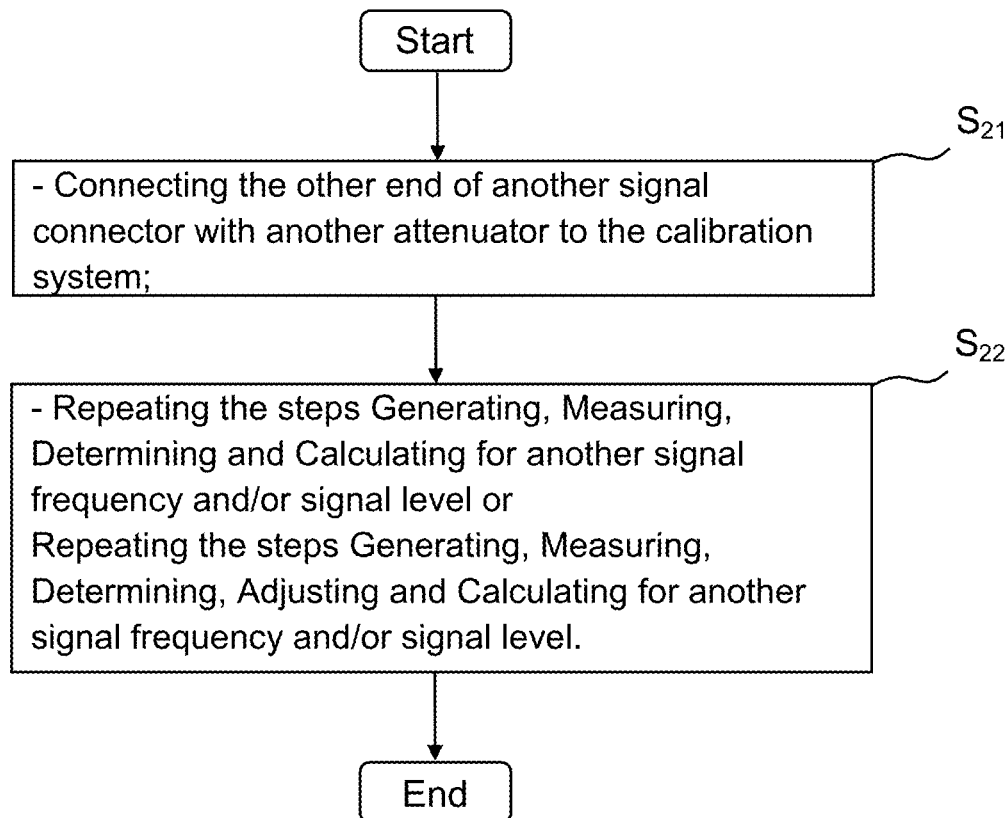 Start
S21
- Connecting the other end of another signal
connector with another attenuator to the calibration
system;
S22
- Repeating the steps Generating, Measuring,
Determining and Calculating for another signal
frequency and/or signal level or
Repeating the steps Generating, Measuring,
Determining, Adjusting and Calculating for another
signal frequency and/or signal level.
End